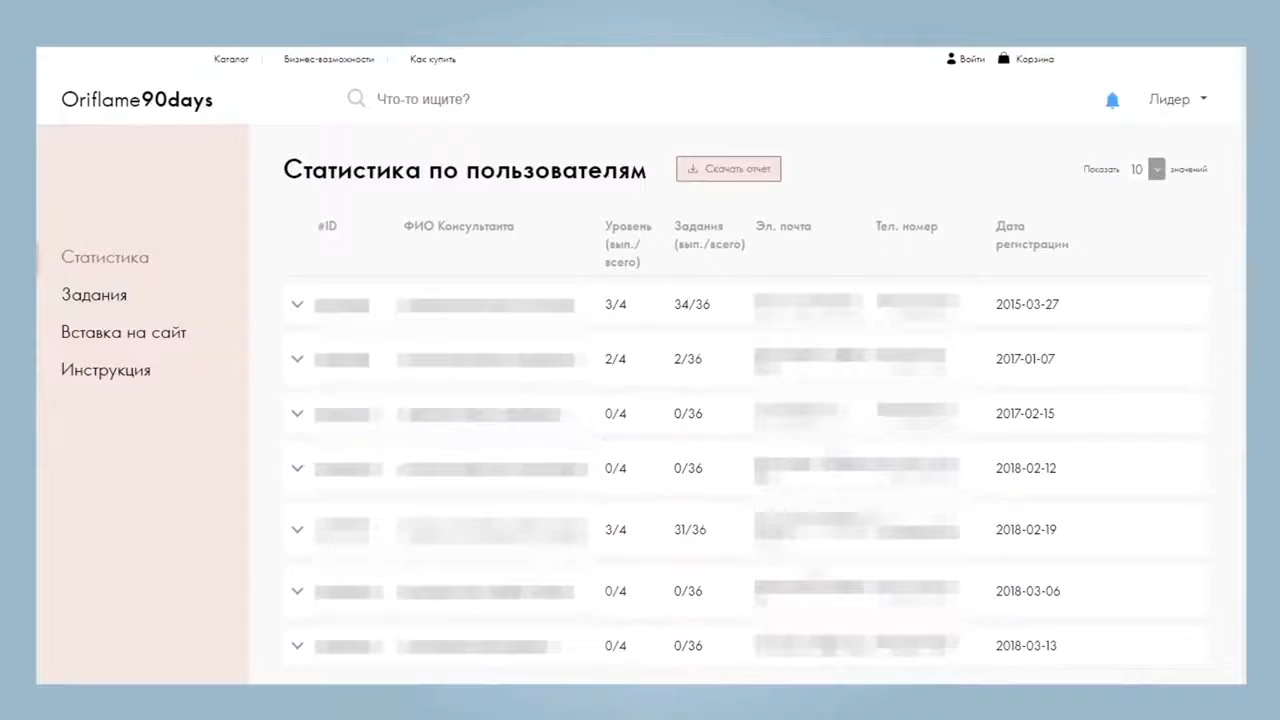 Каталог
Бизнес-возможности
Как купить
Войти
Корзина
Oriflame90days
Что-то ищите?
Лидер
Статистика
Задания
Вставка на сайт
Инструкция
Статистика по пользователям
Скачать отчет
Показать 10 значений
#ID
ФИО Консультанта
Уровень
(вып./
всего)
Задания
(вып./всего)
Эл. почта
Тел. номер
Дата
регистрации
3/4 34/36 2015-03-27
2/4 2/36 2017-01-07
0/4 0/36 2017-02-15
0/4 0/36 2018-02-12
3/4 31/36 2018-02-19
0/4 0/36 2018-03-06
0/4 0/36 2018-03-13